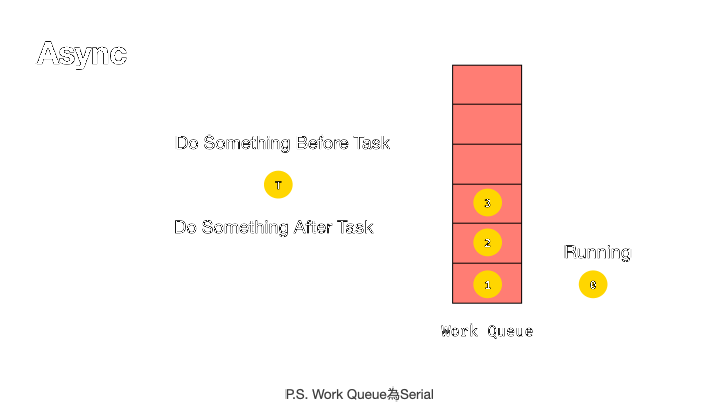 Async
Do Something Before Task
T
Do Something After Task
3
2
1
Running
0
Work Queue
P.S. Work Queue為Serial